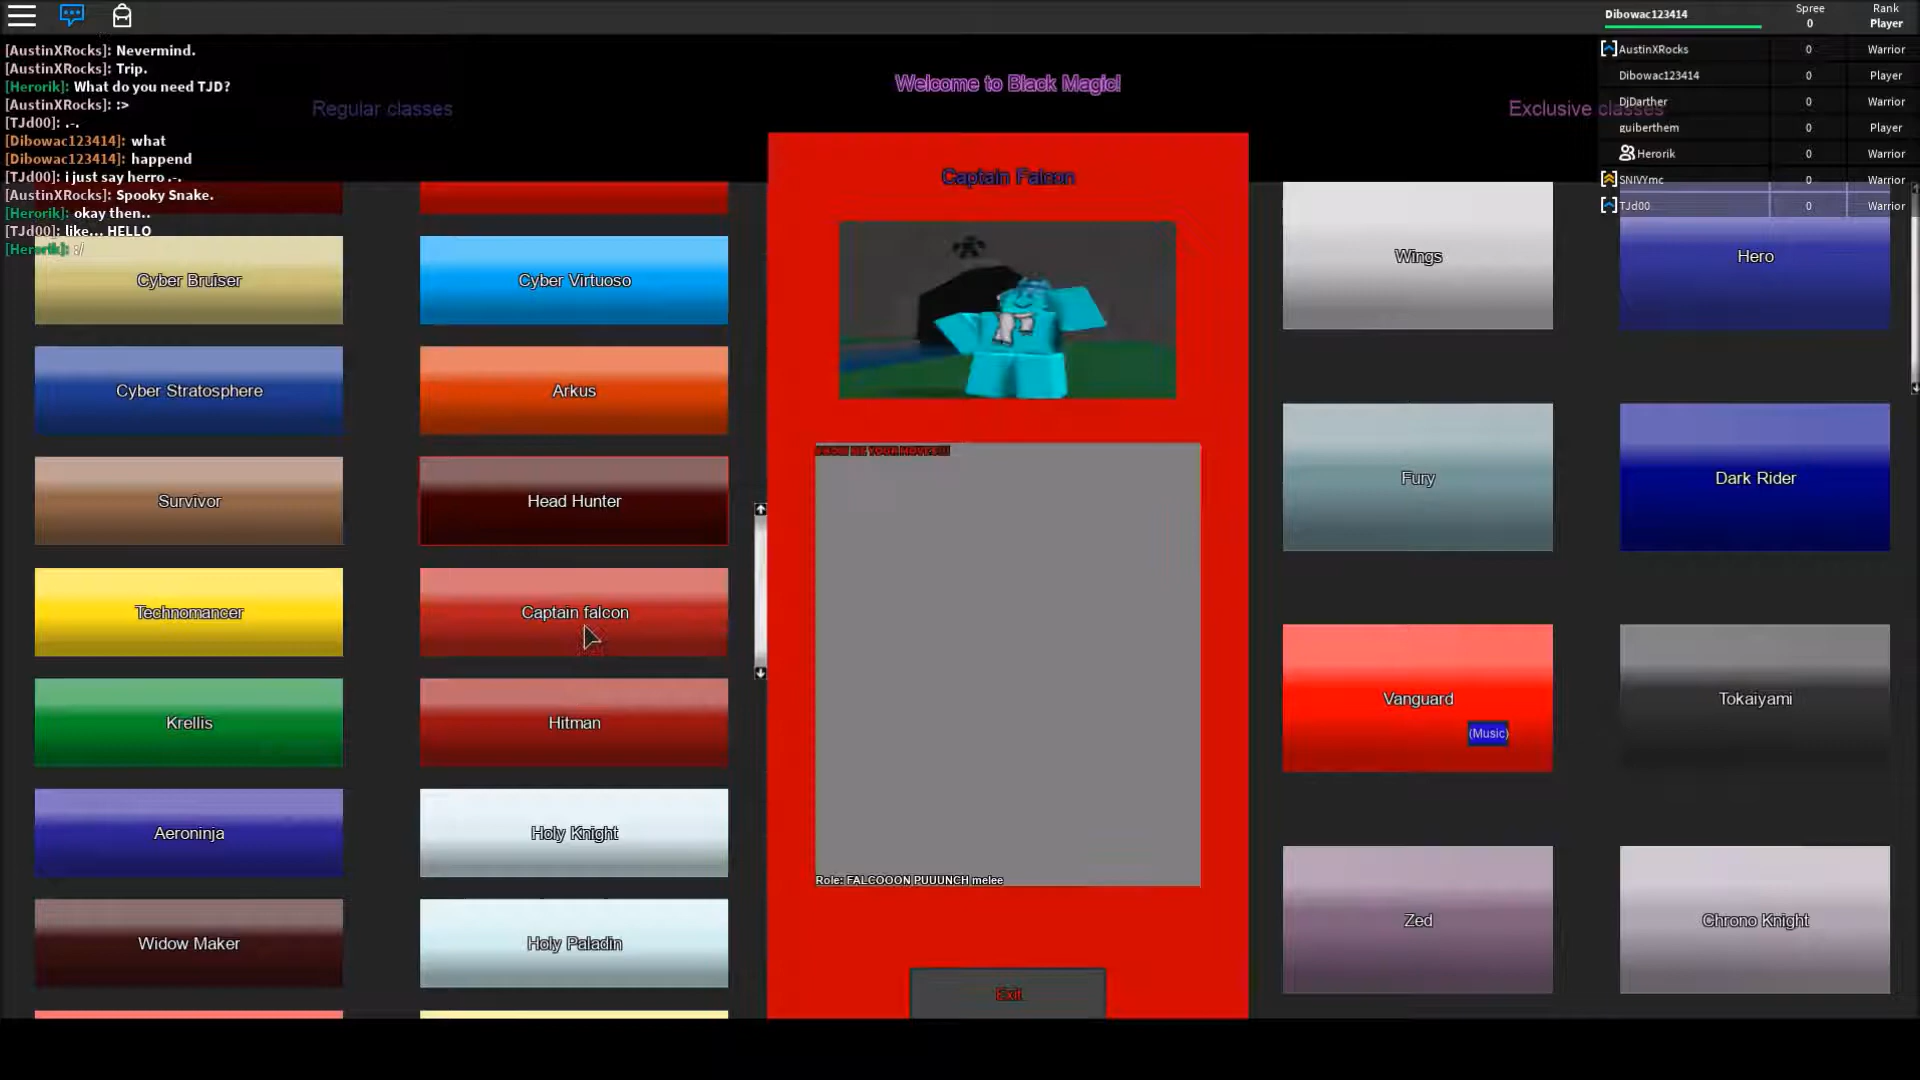 Dibowac123414
Spree
0
Rank
Player
[AustinXRocks]: Nevermind.
[AustinXRocks]: Trip.
[Herorik]: What do you need TJD?
[AustinXRocks]: :>
[TJd00]: .-.
[Dibowac123414]: what
[Dibowac123414]: happend
[TJd00]: i just say herro .-.
[AustinXRocks]: Spooky Snake.
[Herorik]: okay then..
[TJd00]: like... HELLO
[Herorik]: :/
AustinXRocks 0 Warrior
Dibowac123414 0 Player
DjDarther 0 Warrior
guiberthem 0 Player
Herorik 0 Warrior
SNIVYmc 0 Warrior
TJd00 0 Warrior
Welcome to Black Magic!
Regular classes
Exclusive classes
Cyber Bruiser
Cyber Virtuoso
Cyber Stratosphere
Arkus
Survivor
Head Hunter
Technomancer
Captain falcon
Krellis
Hitman
Aeroninja
Holy Knight
Widow Maker
Holy Paladin
Captain Falcon
SHOW ME YOUR MOVES!!!
Role: FALCOOON PUUUNCH melee
Exit
Wings
Hero
Fury
Dark Rider
Vanguard
(Music)
Tokaiyami
Zed
Chrono Knight